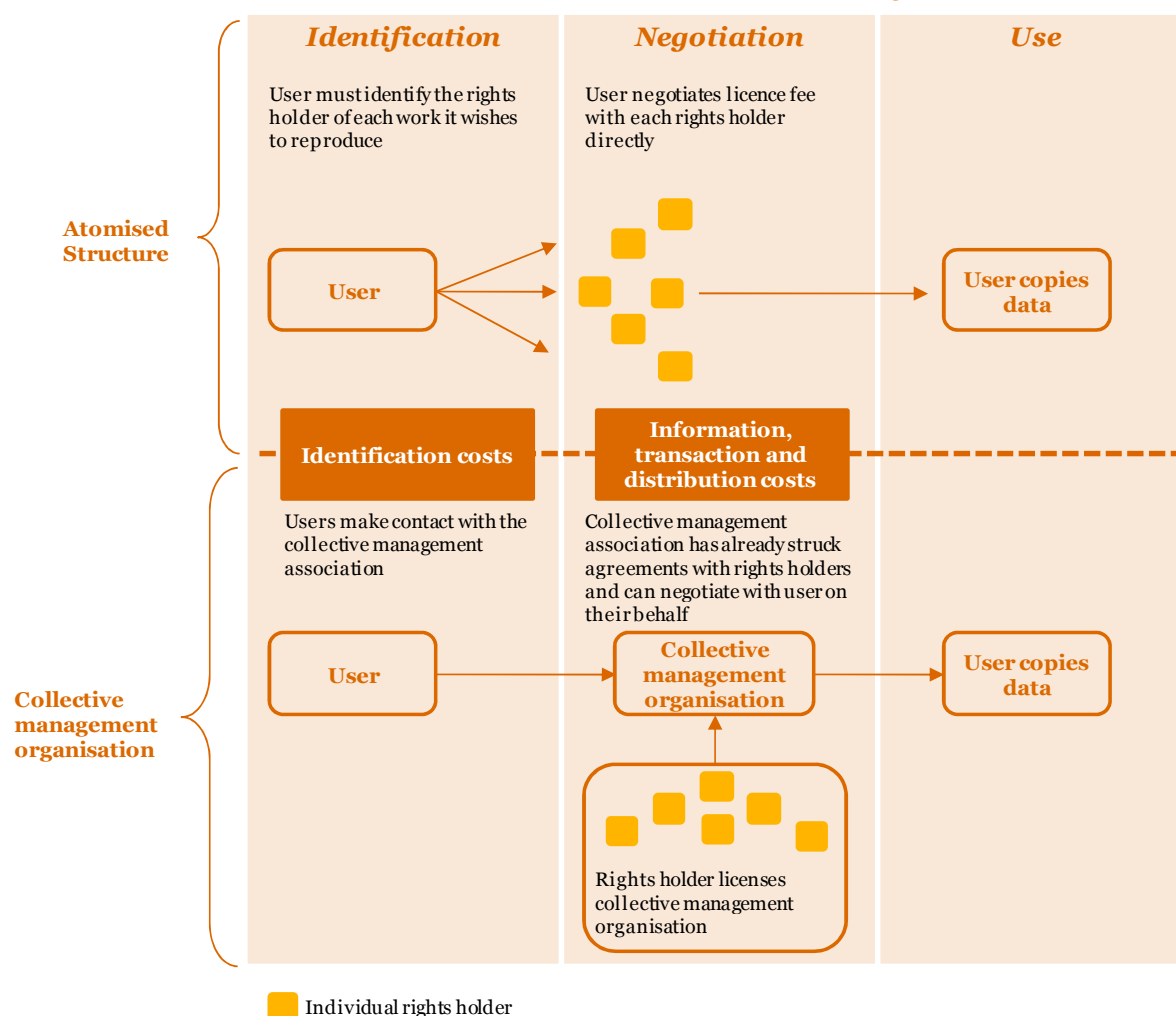 Identification
Negotiation
Use
User must identify the rights
holder of each work it wishes
to reproduce
User negotiates licence fee
with each rights holder
directly
Atomised
Structure
User
User copies
data
Identification costs
Information,
transaction and
distribution costs
Users make contact with the
collective management
association
Collective management
association has already struck
agreements with rights holders
and can negotiate with user on
their behalf
Collective
management
organisation
User
Collective
management
organisation
User copies
data
Rights holder licenses
collective management
organisation
Individual rights holder